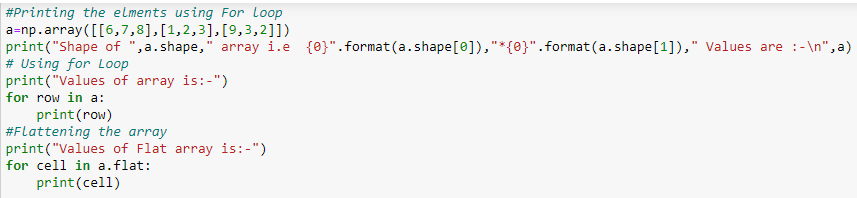 #Printing the elments using For loop
a=np.array([[6,7,8],[1,2,3],[9,3,2]])
print("Shape of ",a.shape," array i.e  {0}".format(a.shape[0]),"*{0}".format(a.shape[1])," Values are :-\n",a)
# Using for Loop
print("Values of array is:-")
for row in a:
    print(row)
#Flattening the array
print("Values of Flat array is:-")
for cell in a.flat:
    print(cell)